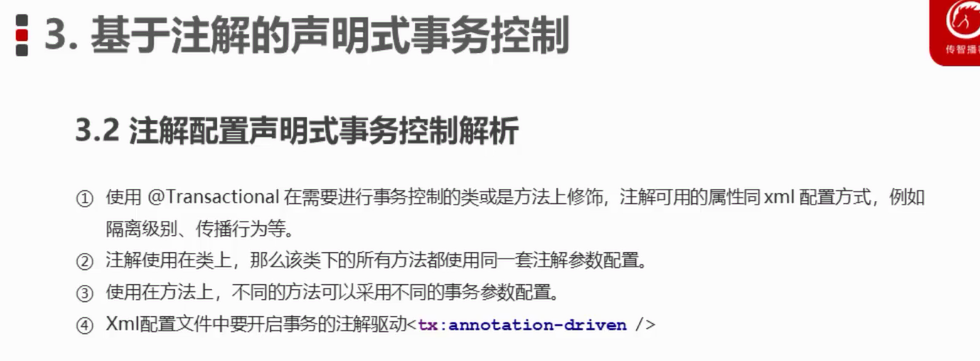 3. 基于注解的声明式事务控制
传智播
3.2 注解配置声明式事务控制解析
① 使用 @Transactional 在需要进行事务控制的类或是方法上修饰，注解可用的属性同 xml 配置方式，例如
隔离级别、传播行为等。
② 注解使用在类上，那么该类下的所有方法都使用同一套注解参数配置。
③ 使用在方法上，不同的方法可以采用不同的事务参数配置。
④ Xml配置文件中要开启事务的注解驱动<tx:annotation-driven />